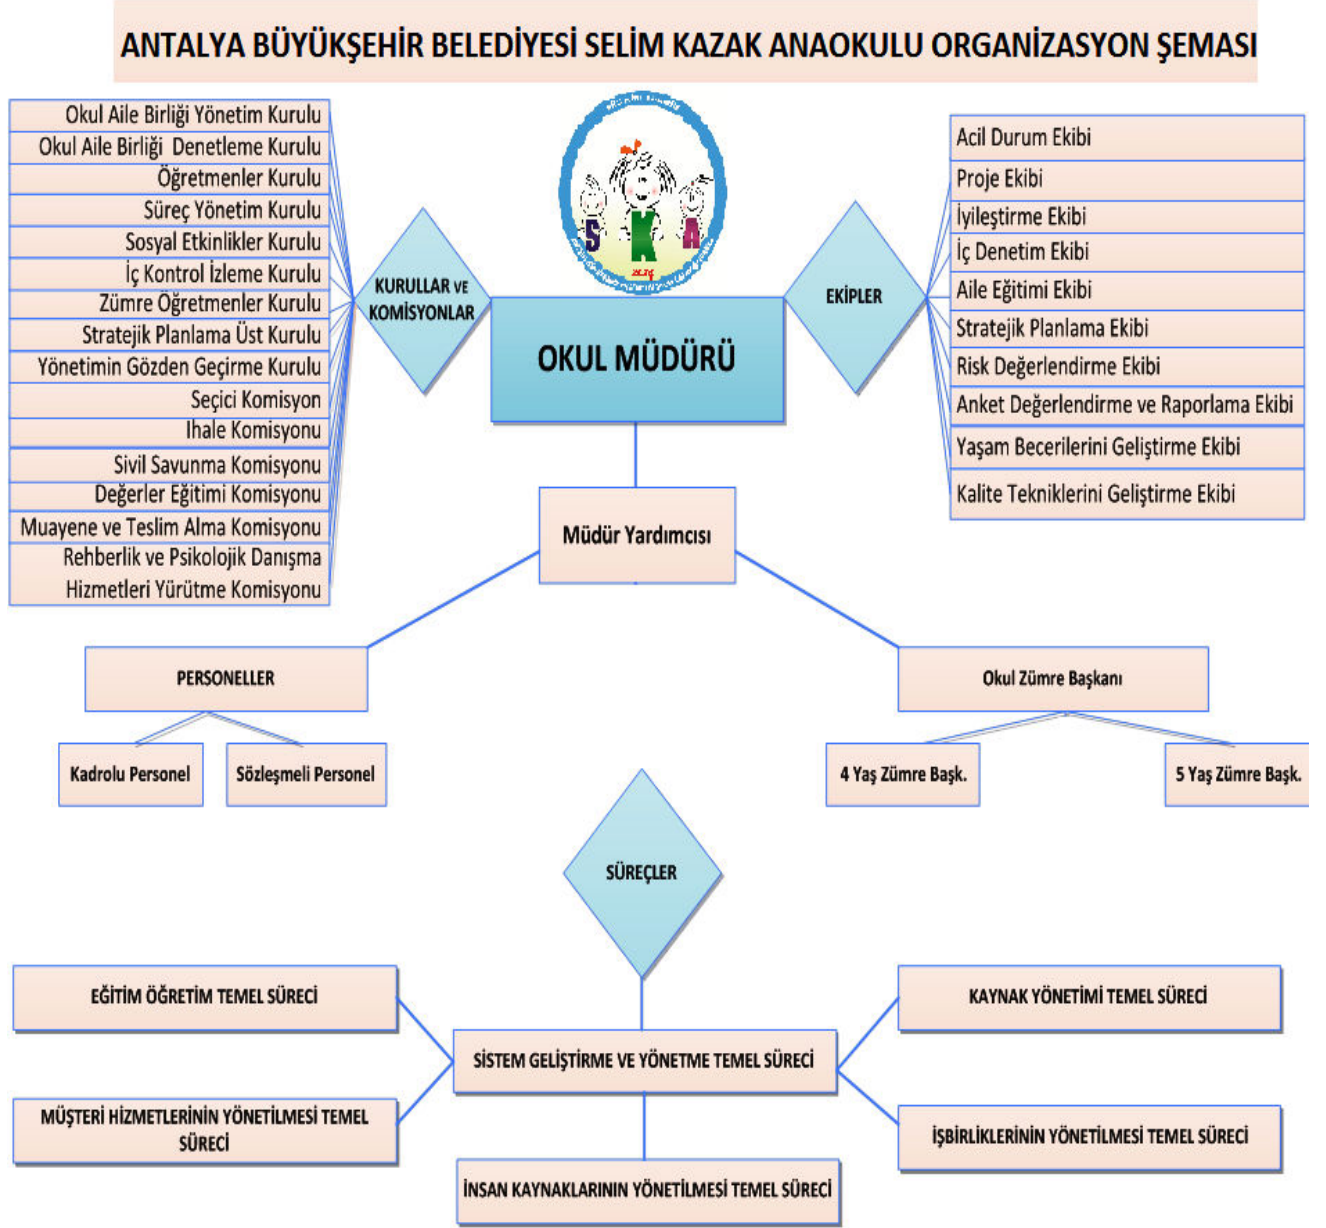 ANTALYA BÜYÜKŞEHİR BELEDİYESİ SELİM KAZAK ANAOKULU ORGANİZASYON ŞEMASI
Okul Aile Birliği Yönetim Kurulu
Okul Aile Birliği Denetleme Kurulu
Öğretmenler Kurulu
Süreç Yönetim Kurulu
Sosyal Etkinlikler Kurulu
İç Kontrol İzleme Kurulu
Zümre Öğretmenler Kurulu
Stratejik Planlama Üst Kurulu
Yönetimin Gözden Geçirme Kurulu
Seçici Komisyon
Ihale Komisyonu
Sivil Savunma Komisyonu
Değerler Eğitimi Komisyonu
Muayene ve Teslim Alma Komisyonu
Rehberlik ve Psikolojik Danışma
Hizmetleri Yürütme Komisyonu
KURULLAR VE
KOMİSYONLAR
S K A
OKUL MÜDÜRÜ
EKİPLER
Acil Durum Ekibi
Proje Ekibi
İyileştirme Ekibi
İç Denetim Ekibi
Aile Eğitimi Ekibi
Stratejik Planlama Ekibi
Risk Değerlendirme Ekibi
Anket Değerlendirme ve Raporlama Ekibi
Yaşam Becerilerini Geliştirme Ekibi
Kalite Tekniklerini Geliştirme Ekibi
Müdür Yardımcısı
PERSONELLER
Okul Zümre Başkanı
Kadrolu Personel
Sözleşmeli Personel
4 Yaş Zümre Başk.
5 Yaş Zümre Başk.
SÜREÇLER
EĞİTİM ÖĞRETİM TEMEL SÜRECİ
KAYNAK YÖNETİMİ TEMEL SÜRECİ
SİSTEM GELİŞTİRME VE YÖNETME TEMEL SÜRECİ
MÜŞTERİ HİZMETLERİNİN YÖNETİLMESİ TEMEL
SÜRECİ
İŞBİRLİKLERİNİN YÖNETİLMESİ TEMEL SÜRECİ
İNSAN KAYNAKLARININ YÖNETİLMESİ TEMEL SÜRECİ